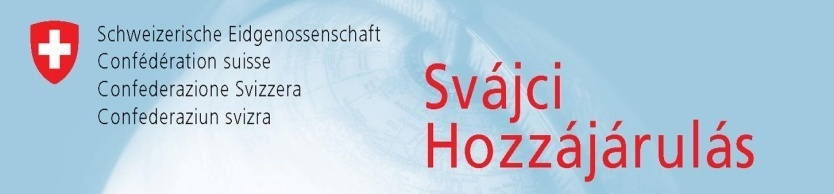 Schweizerische Eidgenossenschaft
Confédération suisse
Confederazione Svizzera
Confederaziun svizra
Svájci
Hozzájárulás